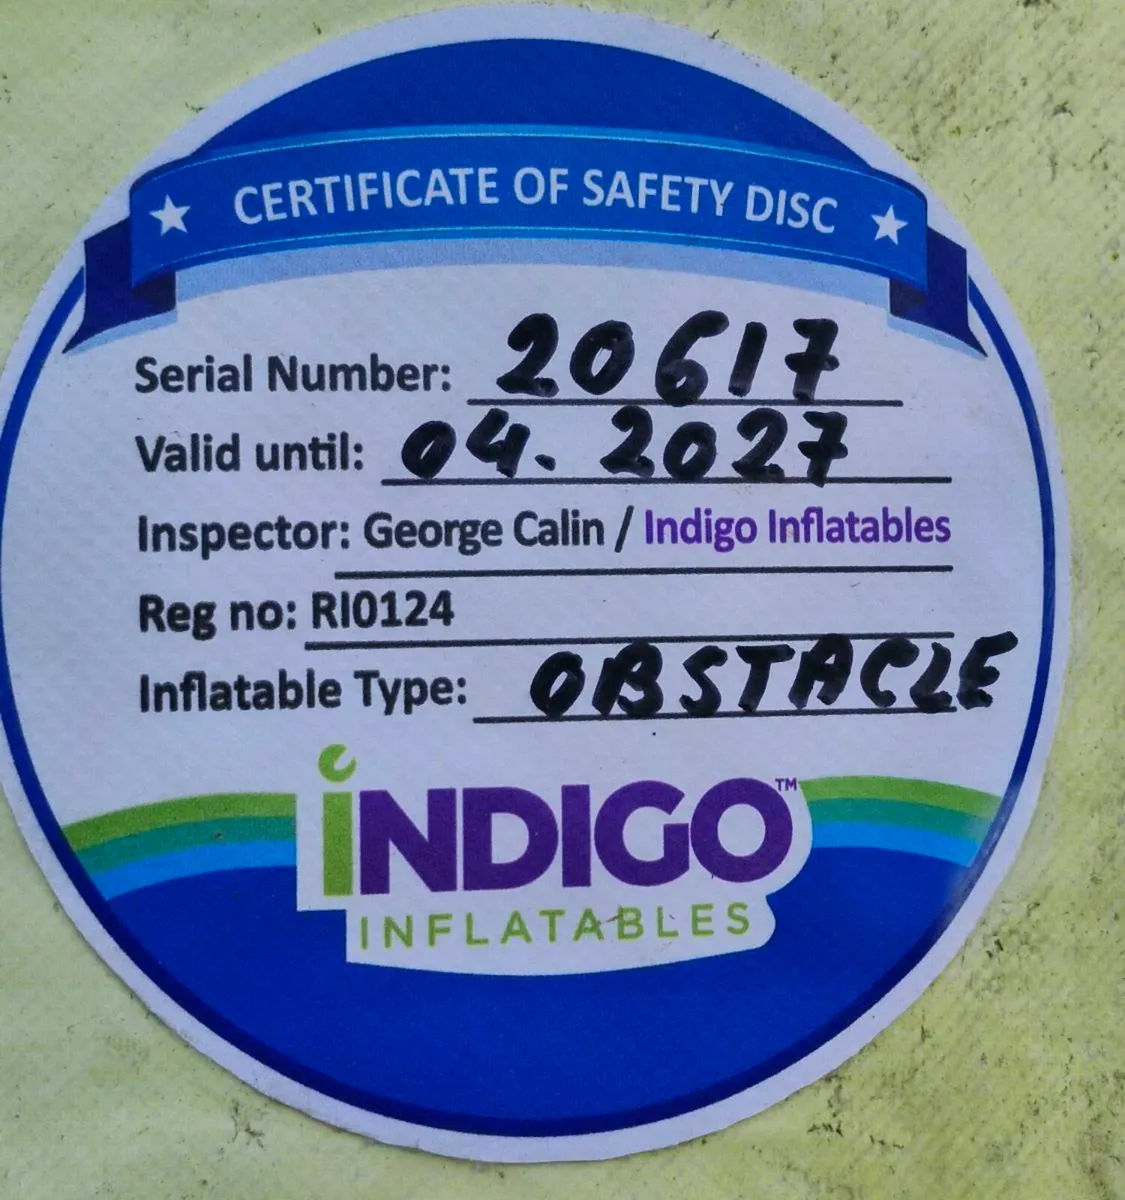 CERTIFICATE OF SAFETY DISC
Serial Number: 20617
Valid until: 04. 2027
Inspector: George Calin / Indigo Inflatables
Reg no: RI0124
Inflatable Type: OBSTACLE
iNDIGO™
INFLATABLES